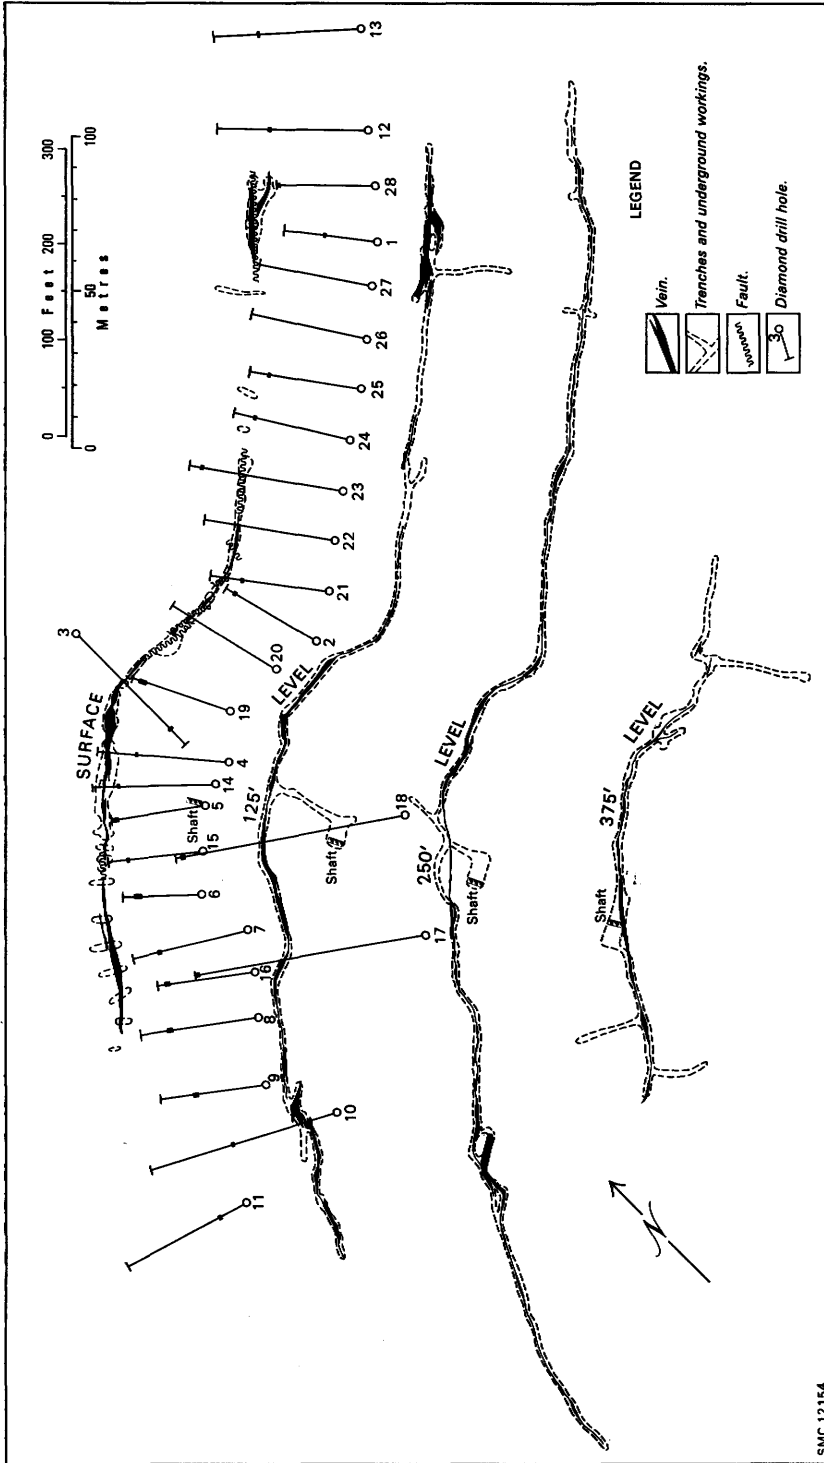 0 100 200 300
Feet
0 50 100
Metres
SURFACE
3
13
12
28
1
27
26
25
24
23
22
21
2
20
19
4
14
5
Shaft
15
18
6
7
17
16
8
9
10
11
125' LEVEL
Shaft
250' LEVEL
Shaft
375' LEVEL
Shaft
LEGEND
Vein.
Trenches and underground workings.
Fault.
30 Diamond drill hole.
N
SMC 12154